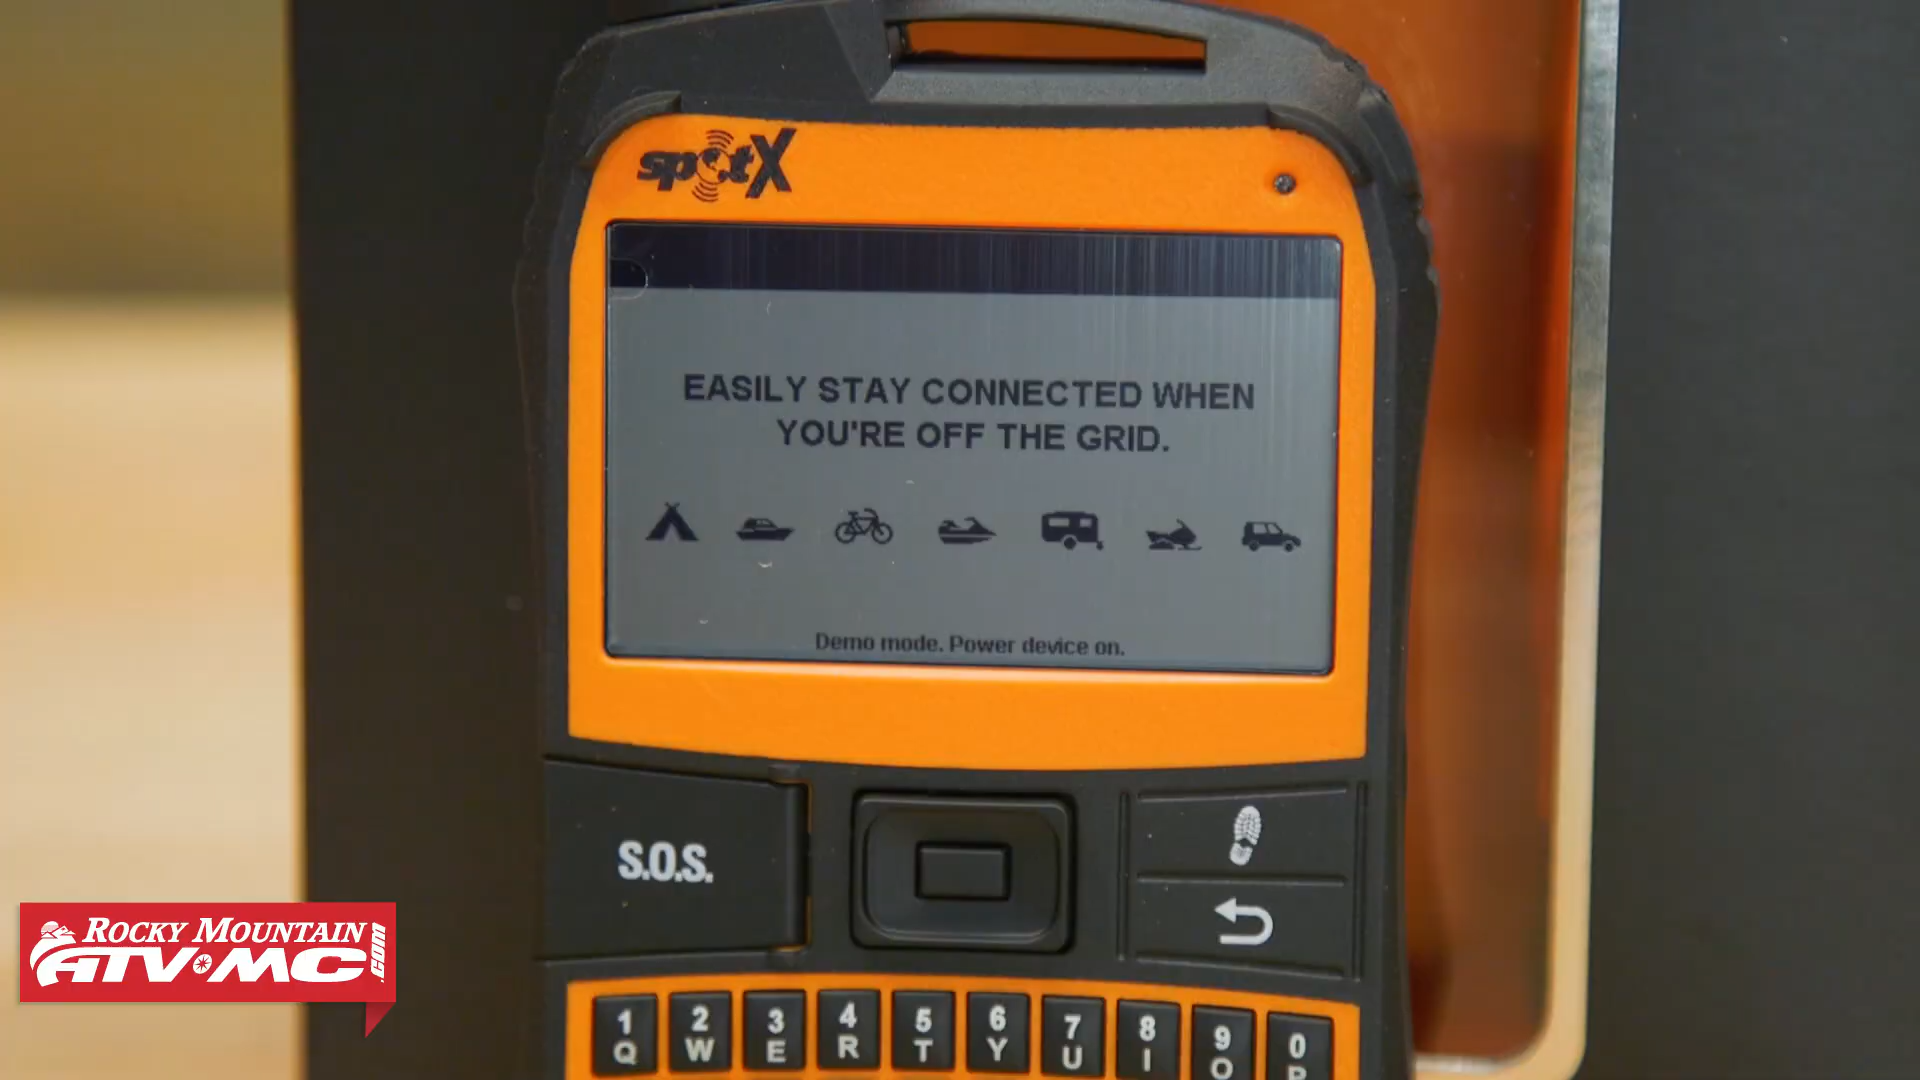 spotX
EASILY STAY CONNECTED WHEN
YOU'RE OFF THE GRID.
Demo mode. Power device on.
S.O.S.
1 2 3 4 5 6 7 8 9 0
Q W E R T Y U I O P
ROCKY MOUNTAIN
ATV MC .COM